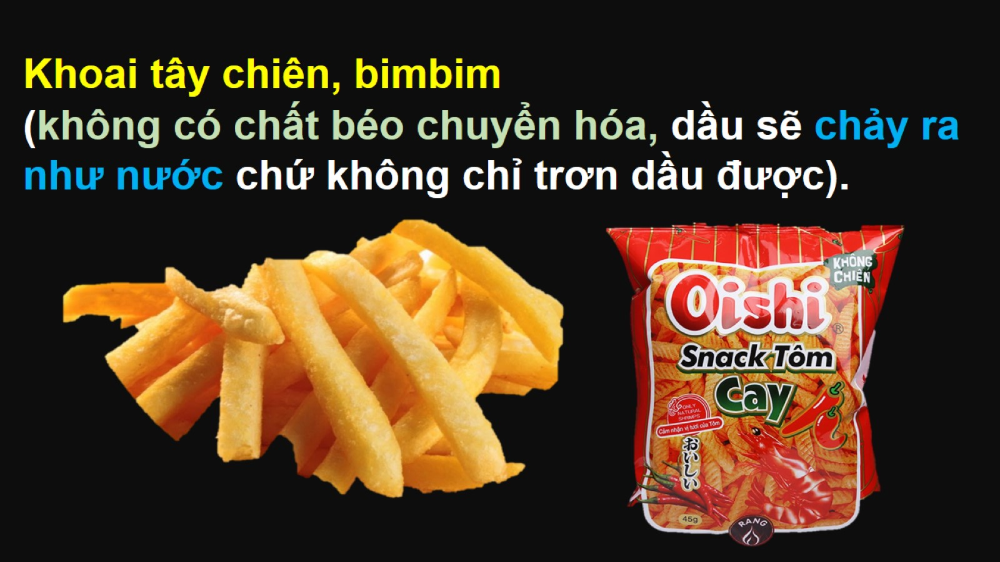 Khoai tây chiên, bimbim
(không có chất béo chuyển hóa, dầu sẽ chảy ra
như nước chứ không chỉ trơn dầu được).
KHÔNG
CHIÊN
Oishi
®
Snack Tôm
Cay
ONLY
NATURAL
SHRIMPS
Cảm nhận vị tươi của Tôm
おいしい
45g
RANG